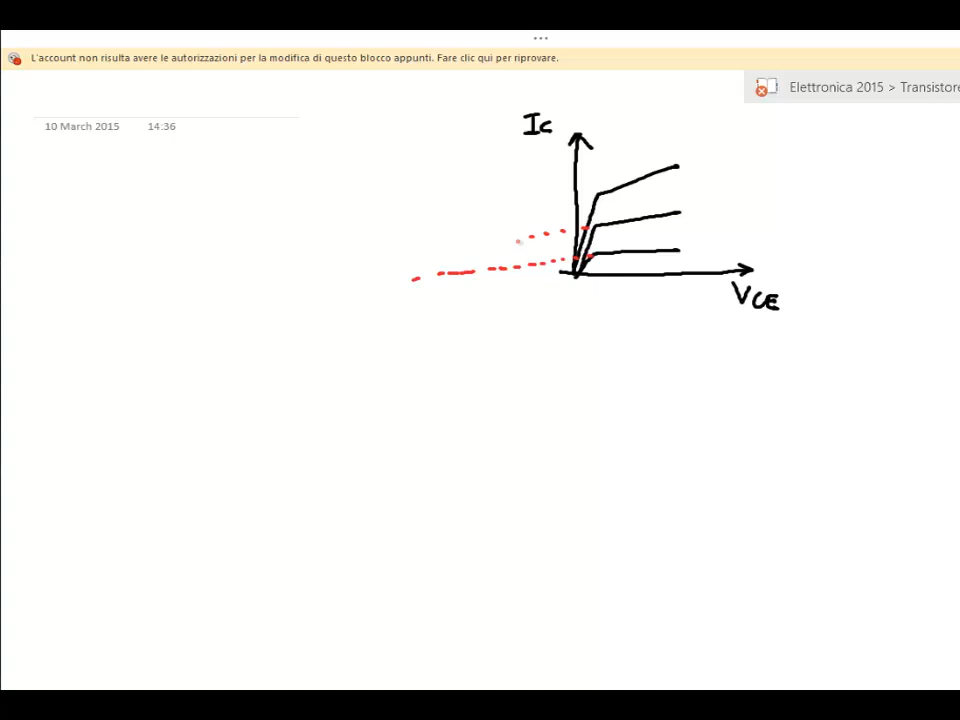 L'account non risulta avere le autorizzazioni per la modifica di questo blocco appunti. Fare clic qui per riprovare.
Elettronica 2015 > Transistore
10 March 2015 14:36
Ic
VCE